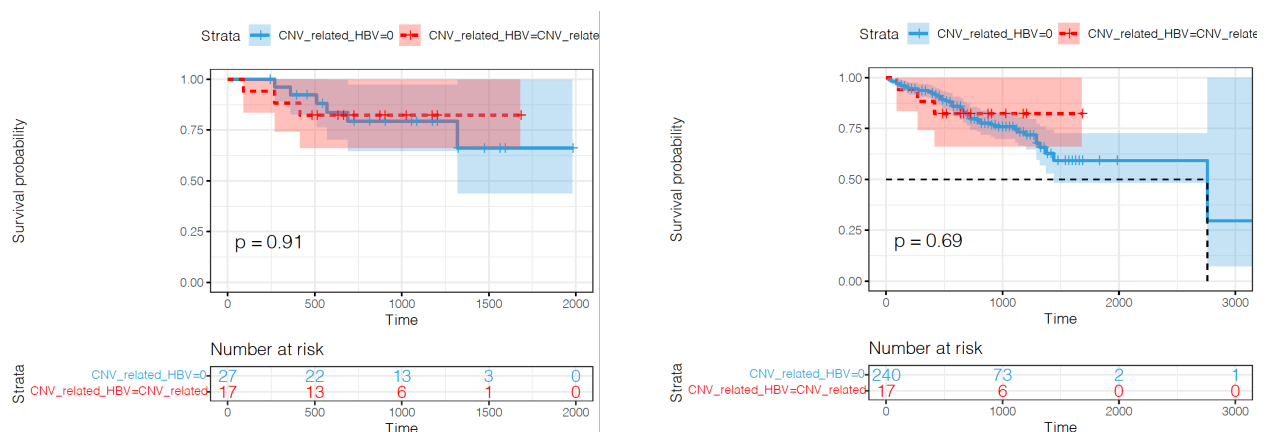 Strata CNV_related_HBV=0 CNV_related_HBV=CNV_relate
Survival probability
1.00
0.75
0.50
0.25
0.00
p = 0.91
0 500 1000 1500 2000
Time
Number at risk
Strata
CNV_related_HBV=0 27 22 13 3 0
CNV_related_HBV=CNV_related 17 13 6 1 0
0 500 1000 1500 2000
Time
Strata CNV_related_HBV=0 CNV_related_HBV=CNV_relate
Survival probability
1.00
0.75
0.50
0.25
0.00
p = 0.69
0 1000 2000 3000
Time
Number at risk
Strata
CNV_related_HBV=0 240 73 2 1
CNV_related_HBV=CNV_related 17 6 0 0
0 1000 2000 3000
Time